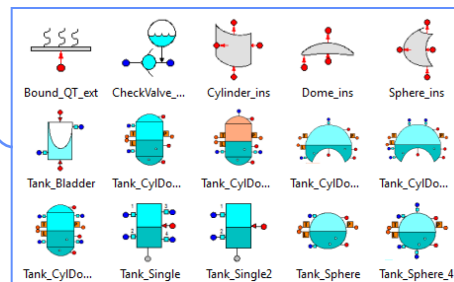 Bound_QT_ext CheckValve_... Cylinder_ins Dome_ins Sphere_ins
Tank_Bladder Tank_CylDo... Tank_CylDo... Tank_CylDo... Tank_CylDo...
Tank_CylDo... Tank_Single Tank_Single2 Tank_Sphere Tank_Sphere_4